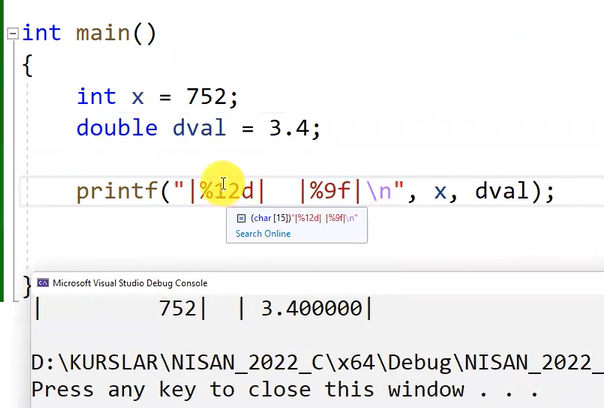 int main()
{
int x = 752;
double dval = 3.4;
printf("|%12d|  |%9f|\n", x, dval);
(char [15])"|%12d| |%9f|\n"
Search Online
}
Microsoft Visual Studio Debug Console
|         752|  | 3.400000|
D:\KURSLAR\NISAN_2022_C\x64\Debug\NISAN_2022_
Press any key to close this window . . .